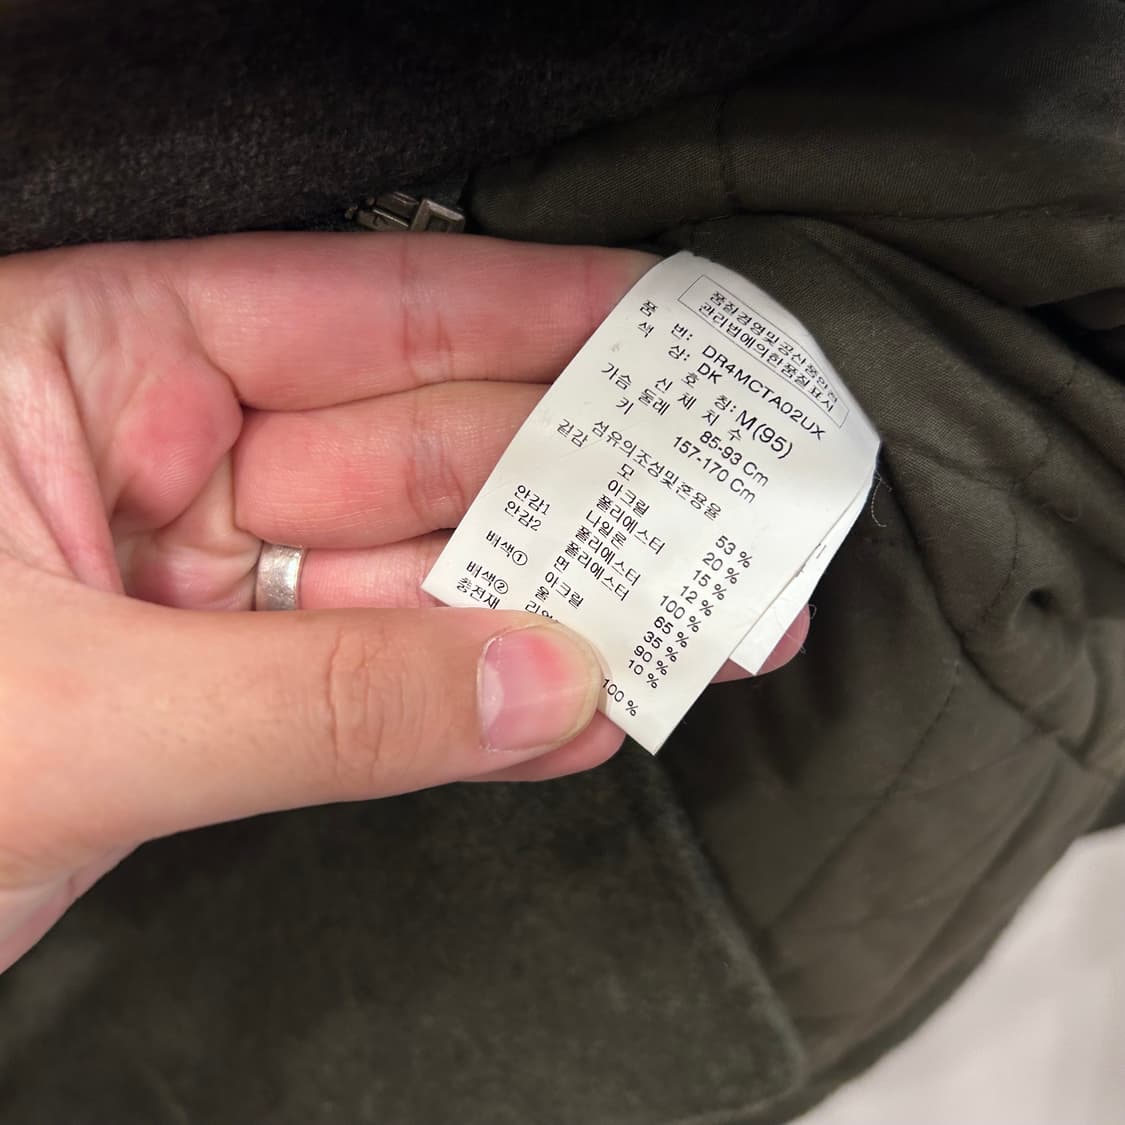 품질경영및공산품안전
관리법에의한품질표시
품 번: DR4MCTA02UX
색 상: DK
호 칭: M(95)
신 체 치 수
가슴 둘레 85-93 Cm
키 157-170 Cm
섬유의조성및혼용율
겉감 모 53 %
아크릴 20 %
폴리에스터 15 %
나일론 12 %
안감1 폴리에스터 100 %
안감2 면 65 %
폴리에스터 35 %
배색① 아크릴 90 %
울 10 %
배색②
충전재 100 %